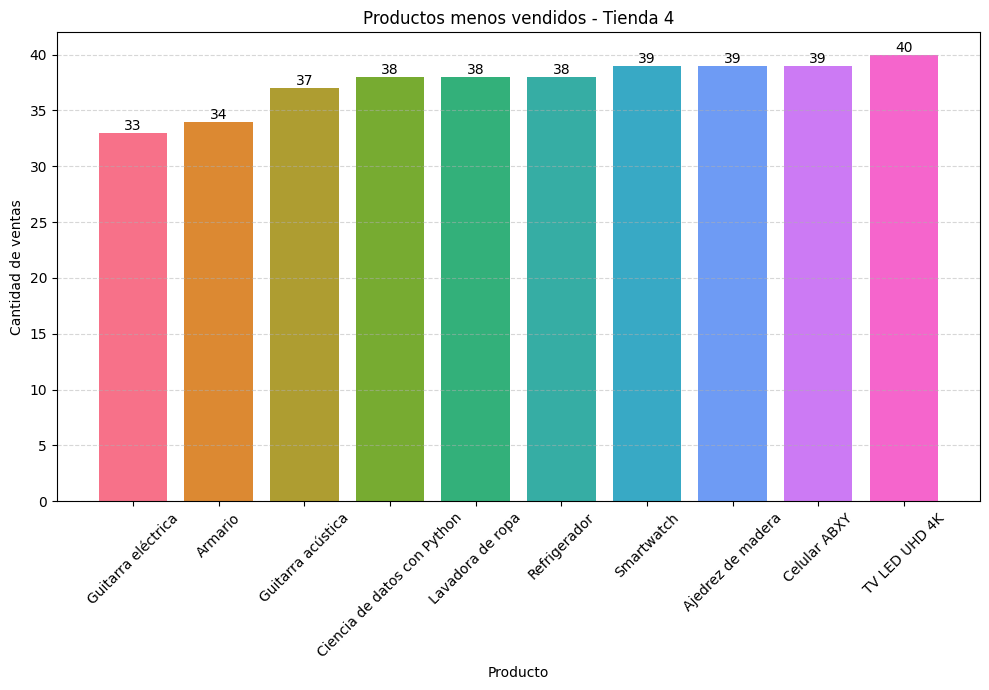 Productos menos vendidos - Tienda 4
Cantidad de ventas
40
35
30
25
20
15
10
5
0
33
34
37
38
38
38
39
39
39
40
Guitarra eléctrica
Armario
Guitarra acústica
Ciencia de datos con Python
Lavadora de ropa
Refrigerador
Smartwatch
Ajedrez de madera
Celular ABXY
TV LED UHD 4K
Producto